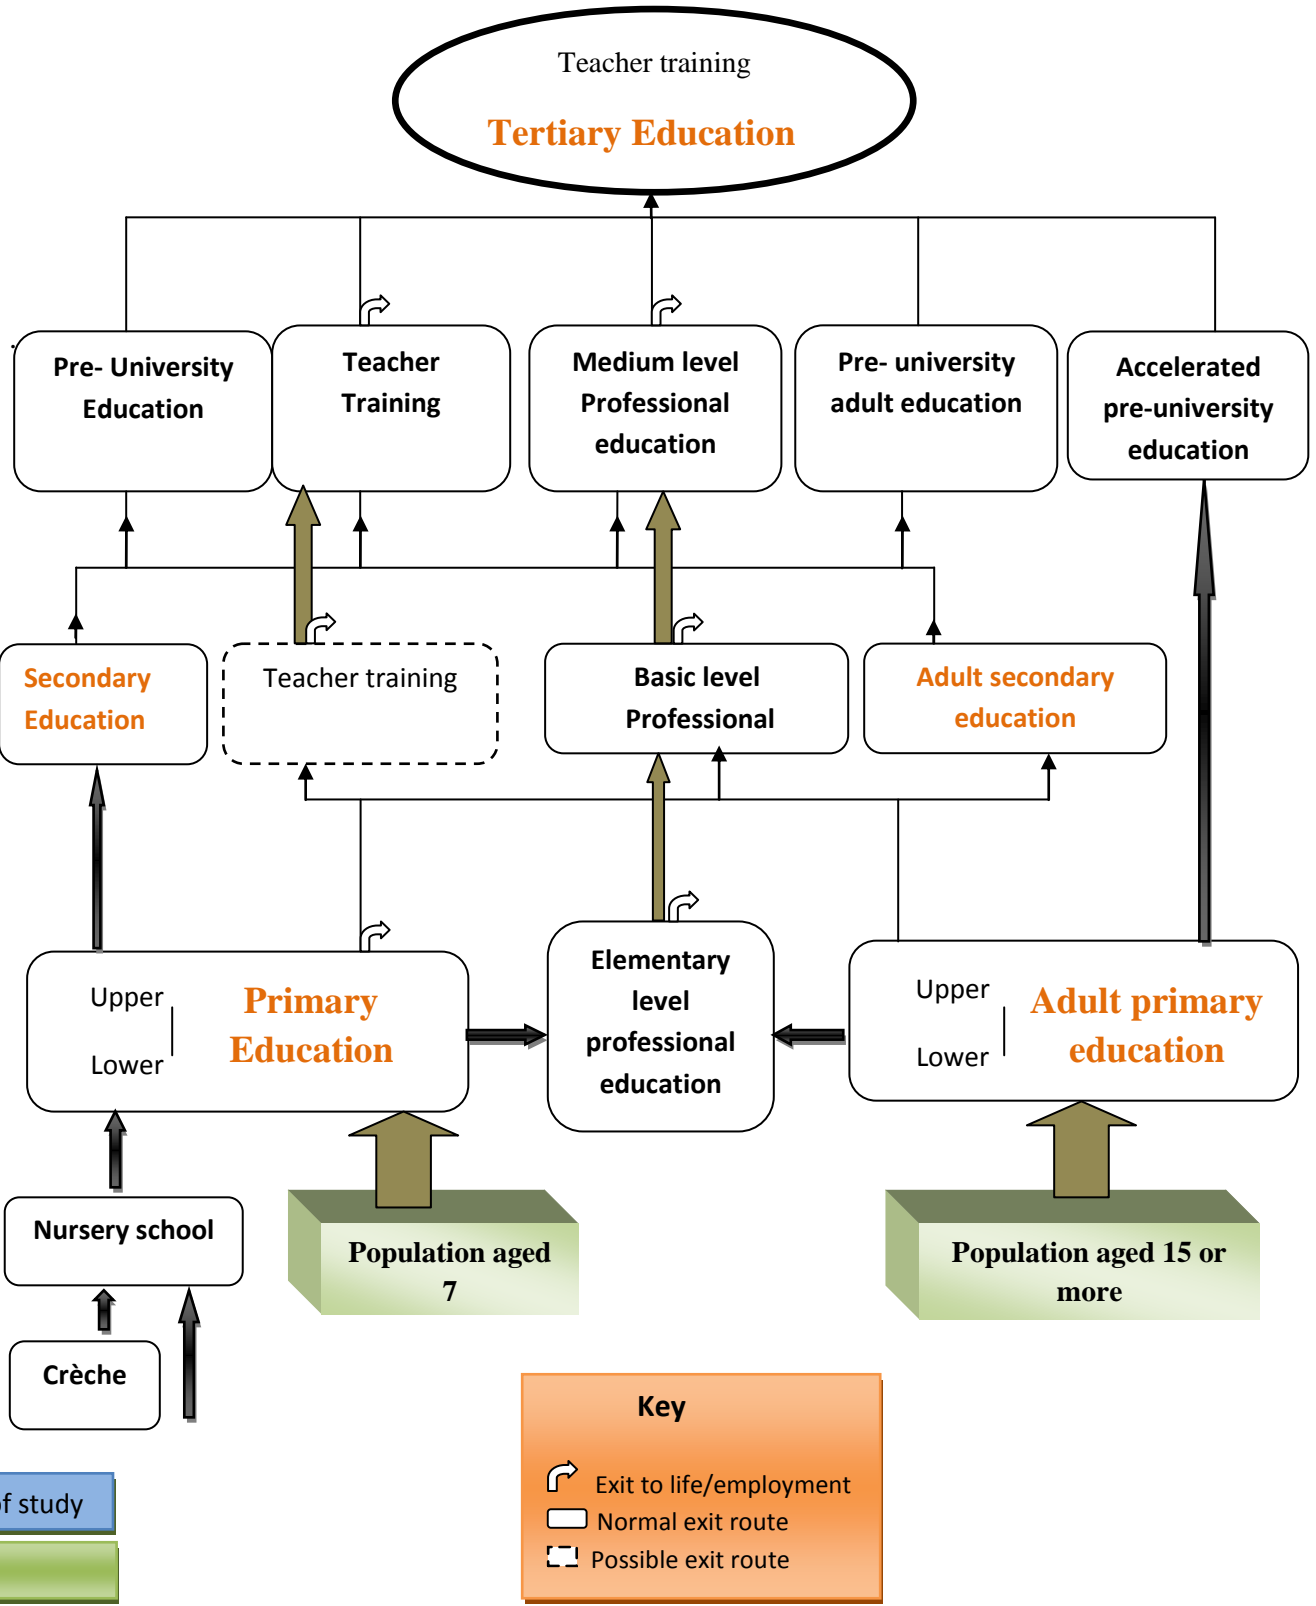 Teacher training
Tertiary Education
Pre- University
Education
Teacher
Training
Medium level
Professional
education
Pre- university
adult education
Accelerated
pre-university
education
Secondary
Education
Teacher training
Basic level
Professional
Adult secondary
education
Upper
Lower
Primary
Education
Elementary
level
professional
education
Upper
Lower
Adult primary
education
Nursery school
Population aged
7
Population aged 15 or
more
Crèche
Key
Exit to life/employment
Normal exit route
Possible exit route
of study